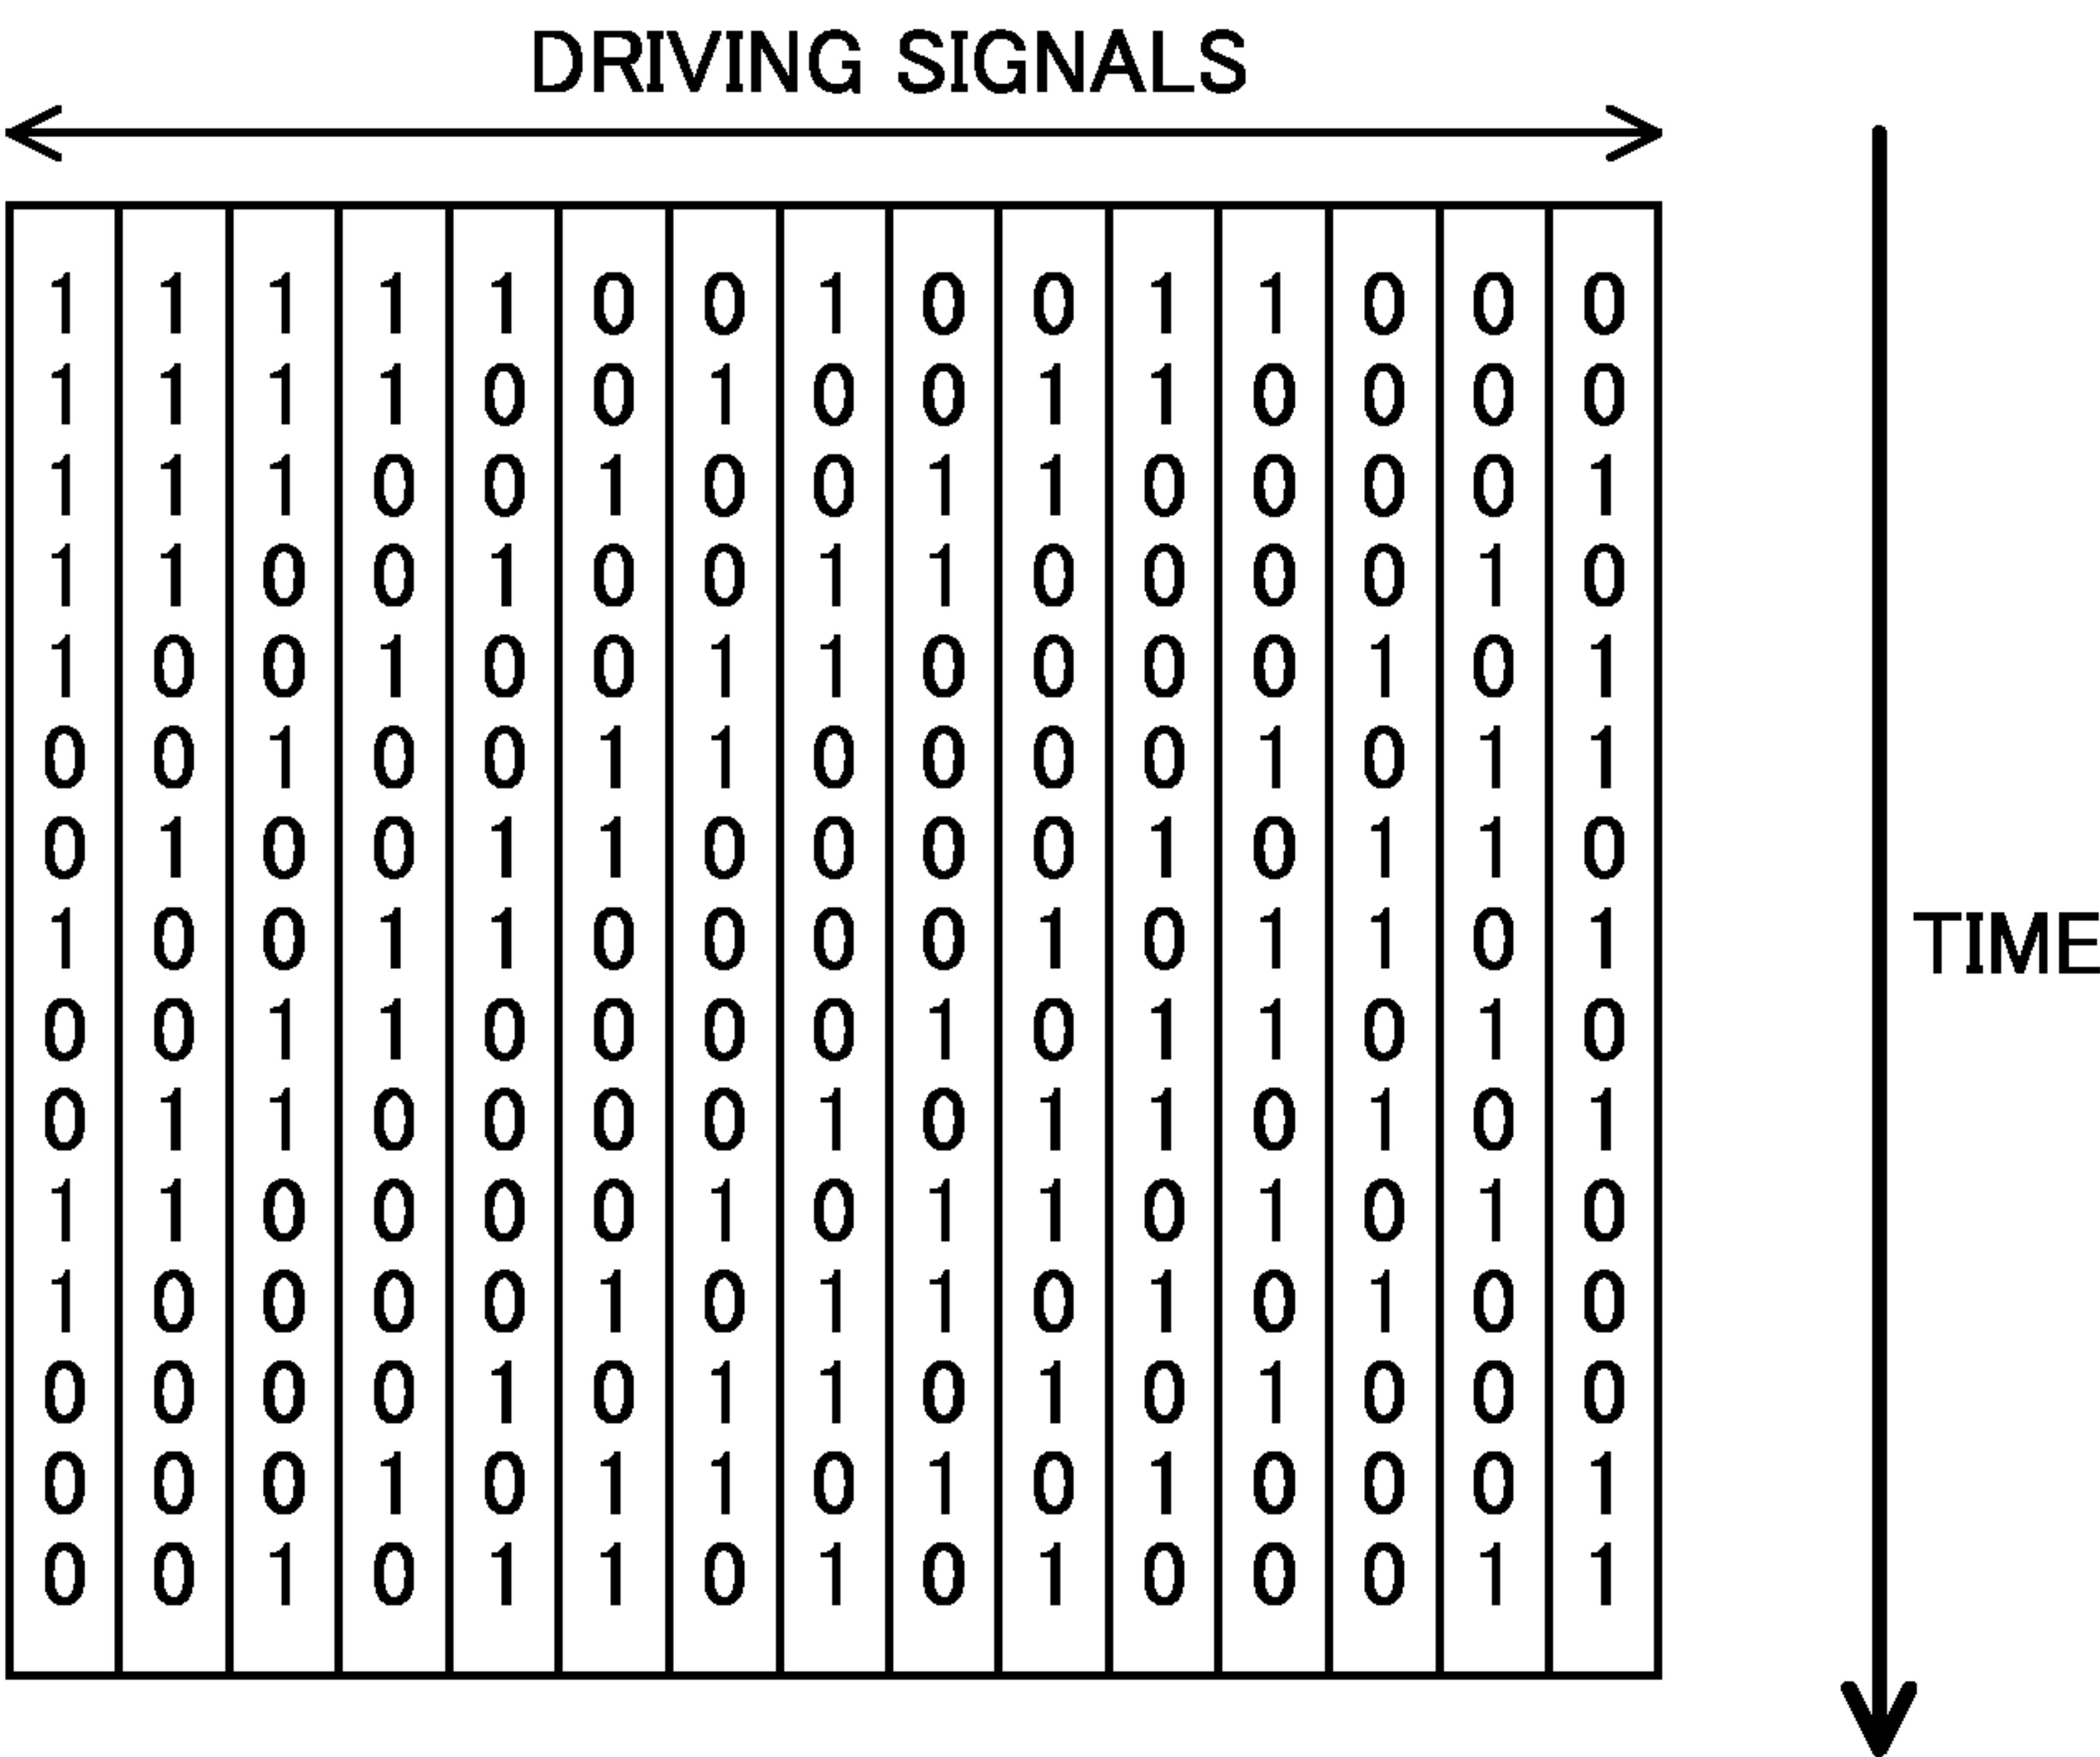 DRIVING SIGNALS
1 1 1 1 1 0 0 1 0 0 1 1 0 0 0
1 1 1 1 0 0 1 0 0 1 1 0 0 0 0
1 1 1 0 0 1 0 0 1 1 0 0 0 0 1
1 1 0 0 1 0 0 1 1 0 0 0 0 1 0
1 0 0 1 0 0 1 1 0 0 0 0 1 0 1
0 0 1 0 0 1 1 0 0 0 0 1 0 1 1
0 1 0 0 1 1 0 0 0 0 1 0 1 1 0
1 0 0 1 1 0 0 0 0 1 0 1 1 0 1
TIME
0 0 1 1 0 0 0 0 1 0 1 1 0 1 0
0 1 1 0 0 0 0 1 0 1 1 0 1 0 1
1 1 0 0 0 0 1 0 1 1 0 1 0 1 0
1 0 0 0 0 1 0 1 1 0 1 0 1 0 0
0 0 0 0 1 0 1 1 0 1 0 1 0 0 0
0 0 0 1 0 1 1 0 1 0 1 0 0 0 1
0 0 1 0 1 1 0 1 0 1 0 0 0 1 1